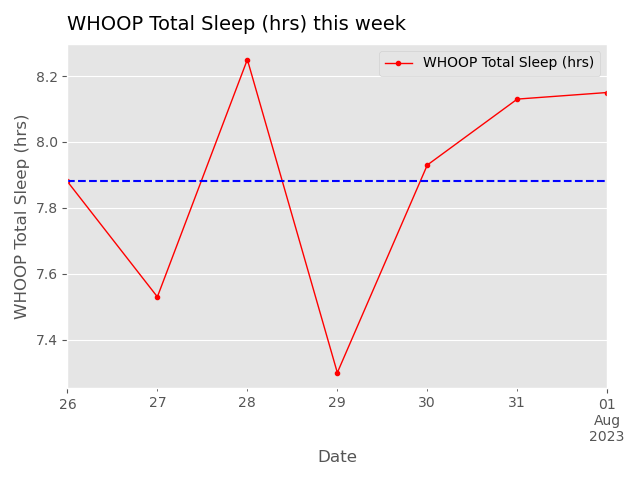 WHOOP Total Sleep (hrs) this week
WHOOP Total Sleep (hrs)
WHOOP Total Sleep (hrs)
8.2
8.0
7.8
7.6
7.4
26 27 28 29 30 31 01
Aug
2023
Date